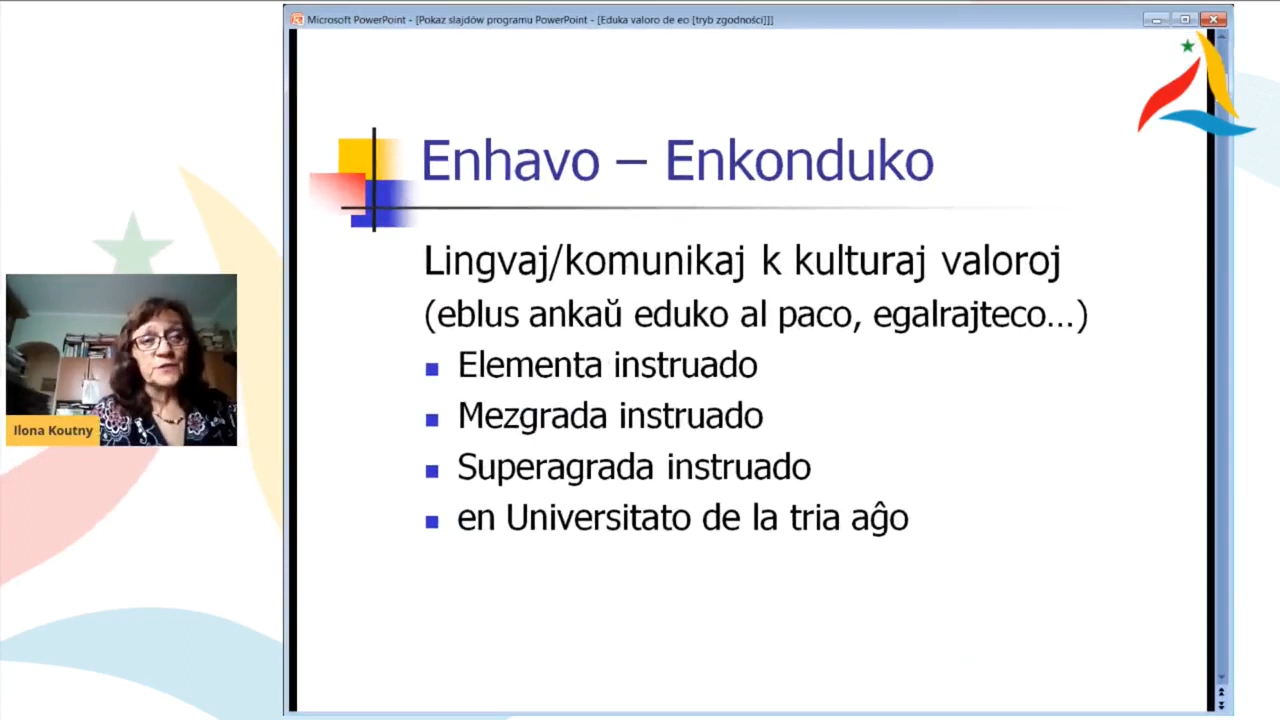 Microsoft PowerPoint - [Pokaz slajdów programu PowerPoint - [Eduka valoro de eo [tryb zgodności]]]
Enhavo – Enkonduko
Lingvaj/komunikaj k kulturaj valoroj
(eblus ankaŭ eduko al paco, egalrajteco…)
Elementa instruado
Mezgrada instruado
Superagrada instruado
en Universitato de la tria aĝo
Ilona Koutny